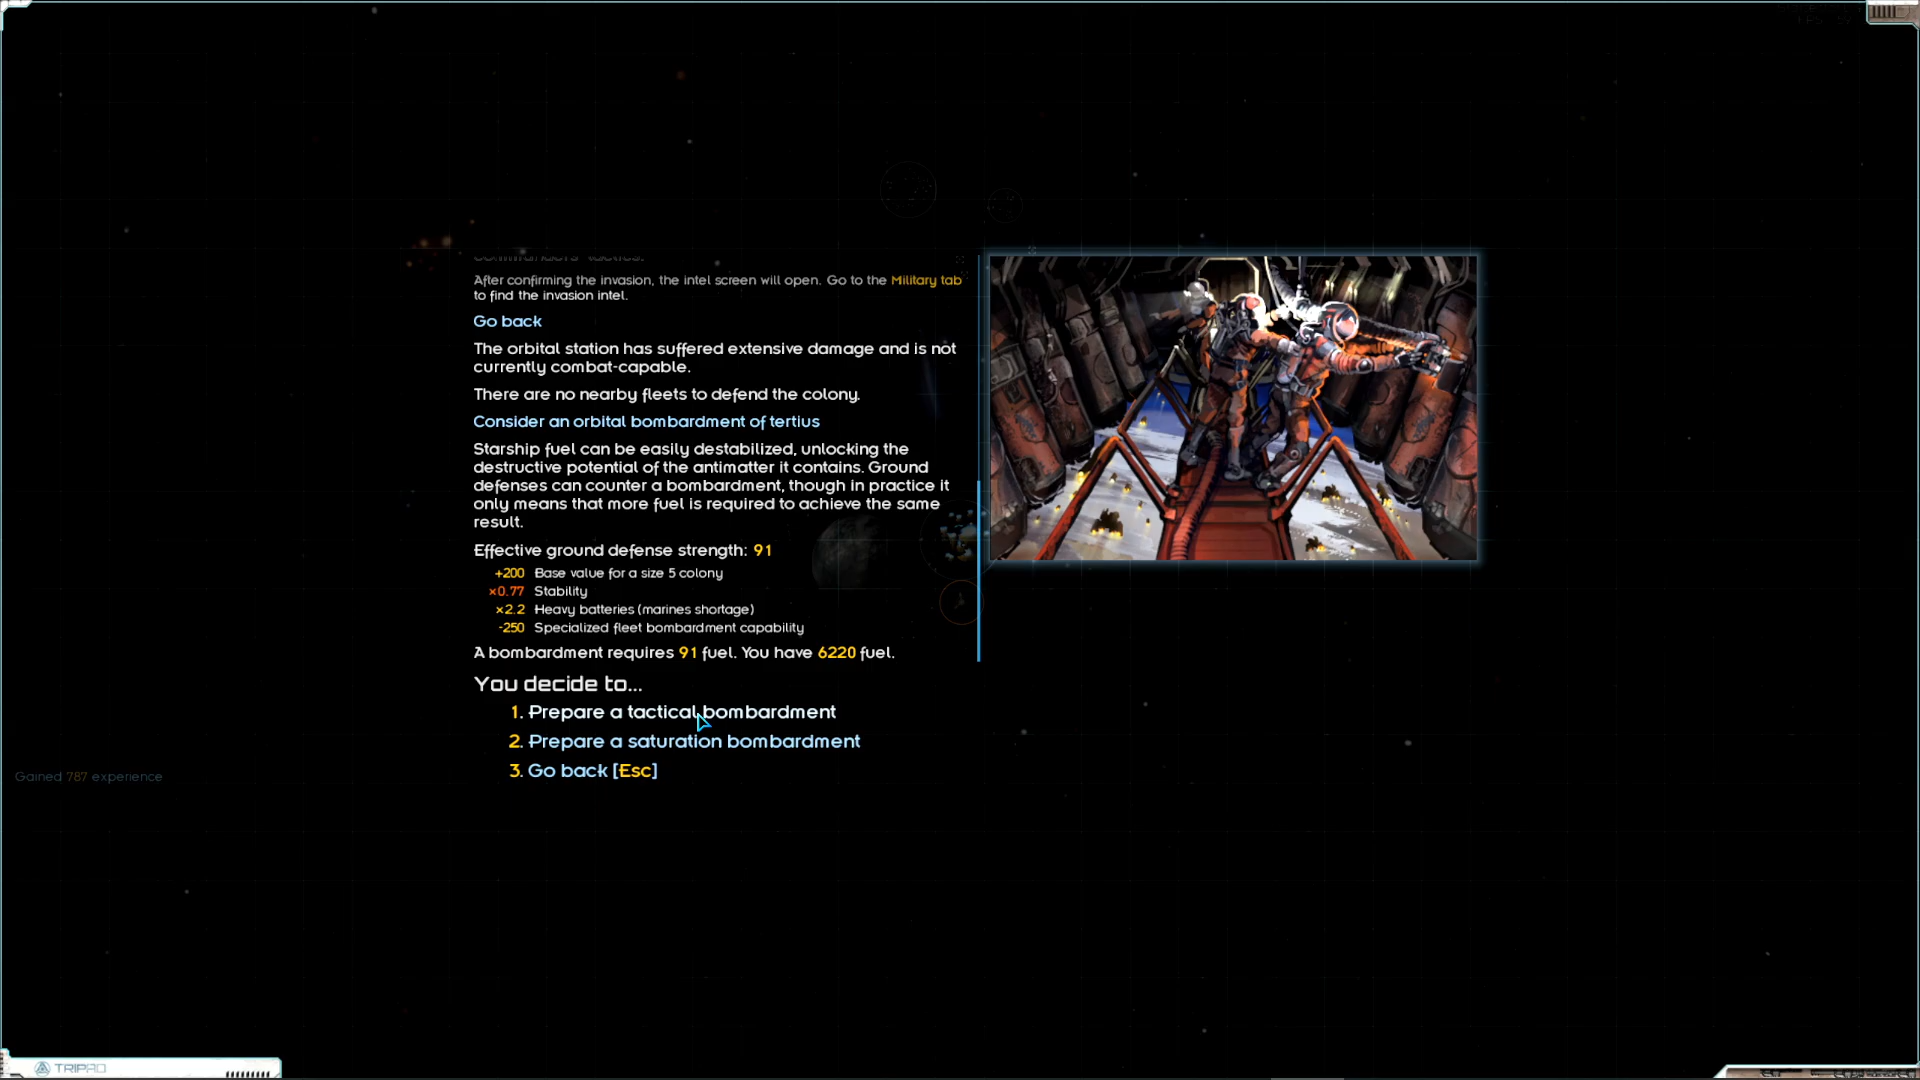 After confirming the invasion, the intel screen will open. Go to the Military tab
to find the invasion intel.
Go back
The orbital station has suffered extensive damage and is not
currently combat-capable.
There are no nearby fleets to defend the colony.
Consider an orbital bombardment of tertius
Starship fuel can be easily destabilized, unlocking the
destructive potential of the antimatter it contains. Ground
defenses can counter a bombardment, though in practice it
only means that more fuel is required to achieve the same
result.
Effective ground defense strength: 91
+200 Base value for a size 5 colony
×0.77 Stability
×2.2 Heavy batteries (marines shortage)
-250 Specialized fleet bombardment capability
A bombardment requires 91 fuel. You have 6220 fuel.
You decide to...
1. Prepare a tactical bombardment
2. Prepare a saturation bombardment
3. Go back [Esc]
Gained 787 experience
TRIPAD